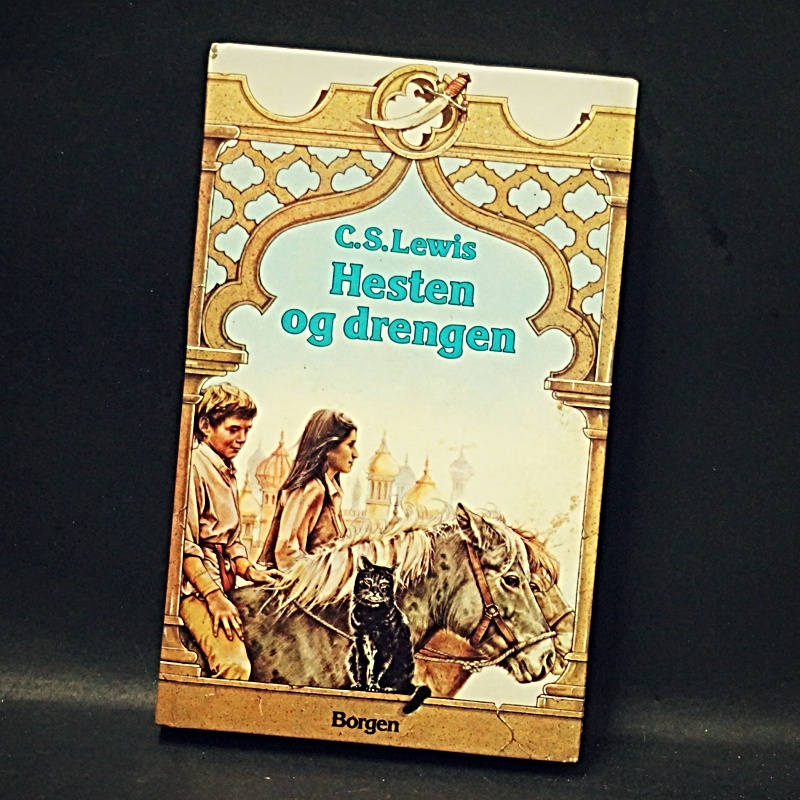 C.S.Lewis
Hesten
og drengen
Borgen